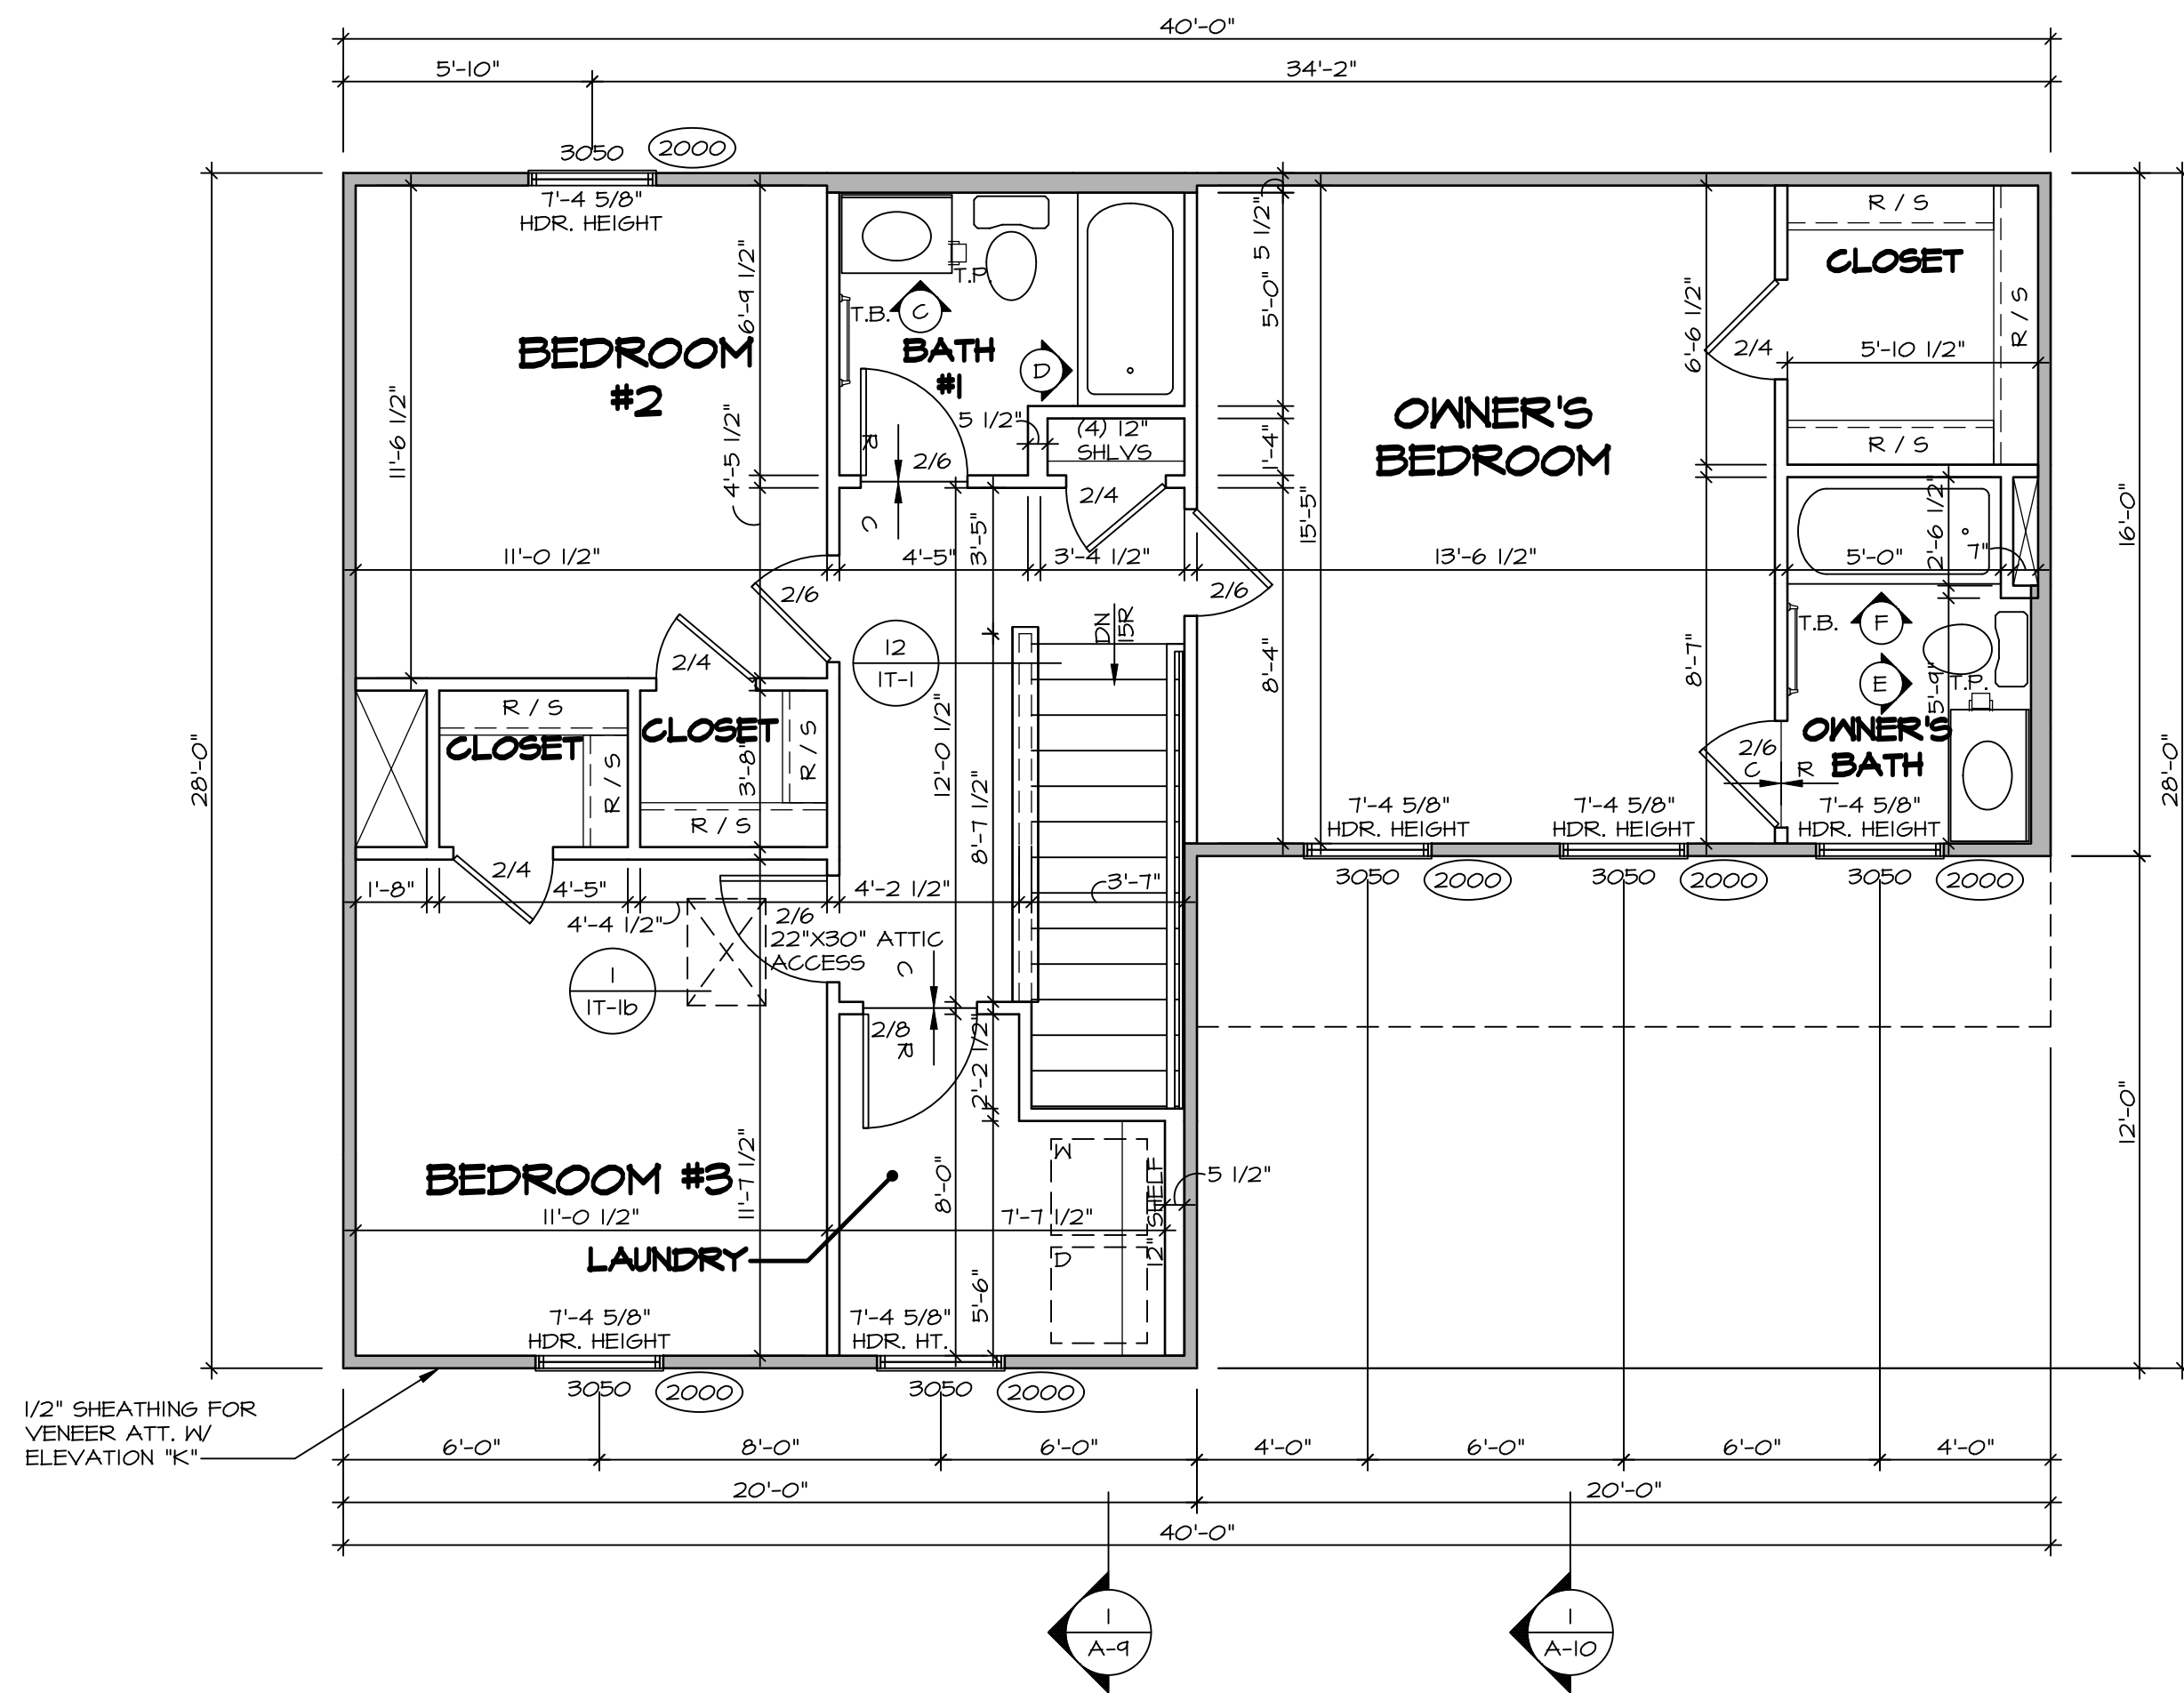 40'-0"
5'-10"
34'-2"
3050
2000
7'-4 5/8"
HDR. HEIGHT
R / S
CLOSET
R / S
T.P.
T.B.
C
BATH
#1
D
BEDROOM
#2
6'-9 1/2"
4'-5 1/2"
11'-6 1/2"
5 1/2"
5'-0"
1'-4"
15'-5"
6'-6 1/2"
2/4
5'-10 1/2"
R / S
OWNER'S
BEDROOM
5 1/2"
(4) 12"
SHLVS
R
2/6
C
2/4
11'-0 1/2"
4'-5"
3'-5"
3'-4 1/2"
13'-6 1/2"
5'-0"
2'-6 1/2"
7"
16'-0"
2/6
2/6
DN
15R
12
1T-1
2/4
8'-4"
8'-7"
T.B.
F
E
T.P.
5'-9"
OWNER'S
BATH
2/6
C
R
R / S
CLOSET
R / S
CLOSET
R / S
R / S
3'-8"
12'-0 1/2"
8'-7 1/2"
28'-0"
28'-0"
7'-4 5/8"
HDR. HEIGHT
7'-4 5/8"
HDR. HEIGHT
7'-4 5/8"
HDR. HEIGHT
3050
2000
3050
2000
3050
2000
2/4
1'-8"
4'-5"
4'-4 1/2"
4'-2 1/2"
3'-7"
2/6
22"X30" ATTIC
ACCESS
C
1
1T-1b
2/8
R
2'-2 1/2"
12'-0"
BEDROOM #3
11'-0 1/2"
11'-7 1/2"
8'-0"
7'-7 1/2"
W
D
12" SHELF
5 1/2"
LAUNDRY
5'-6"
7'-4 5/8"
HDR. HEIGHT
7'-4 5/8"
HDR. HT.
3050
2000
3050
2000
1/2" SHEATHING FOR
VENEER ATT. W/
ELEVATION "K"
6'-0"
8'-0"
6'-0"
4'-0"
6'-0"
6'-0"
4'-0"
20'-0"
20'-0"
40'-0"
1
A-9
1
A-10